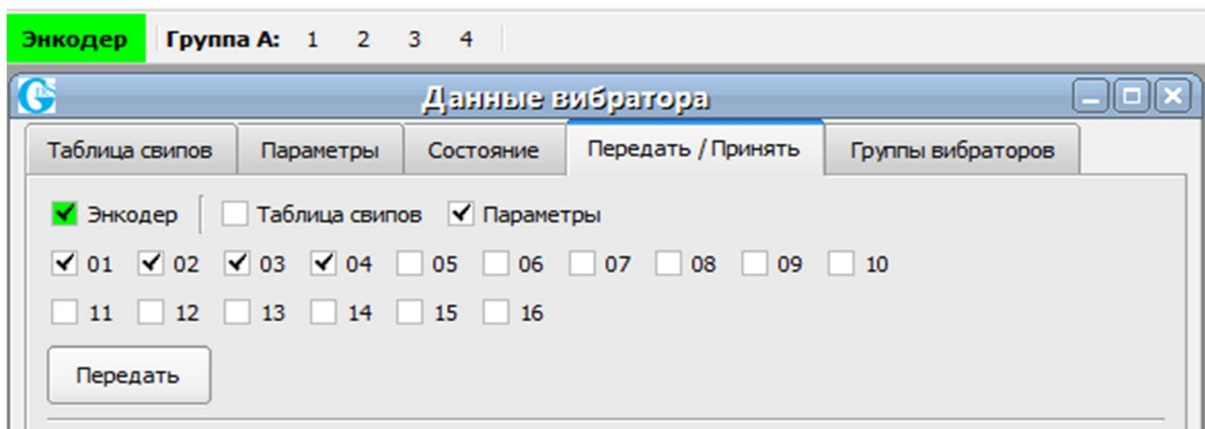 Энкодер Группа А: 1 2 3 4
Данные вибратора
Таблица свипов Параметры Состояние Передать / Принять Группы вибраторов
Энкодер Таблица свипов Параметры
01 02 03 04 05 06 07 08 09 10
11 12 13 14 15 16
Передать